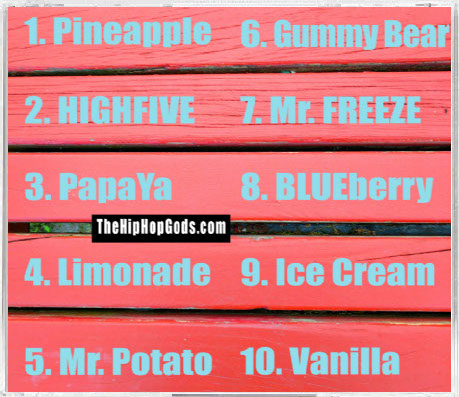 1. Pineapple
2. HIGHFIVE
3. PapaYa
4. Limonade
5. Mr. Potato
6. Gummy Bear
7. Mr. FREEZE
8. BLUEberry
9. Ice Cream
10. Vanilla
TheHipHopGods.com